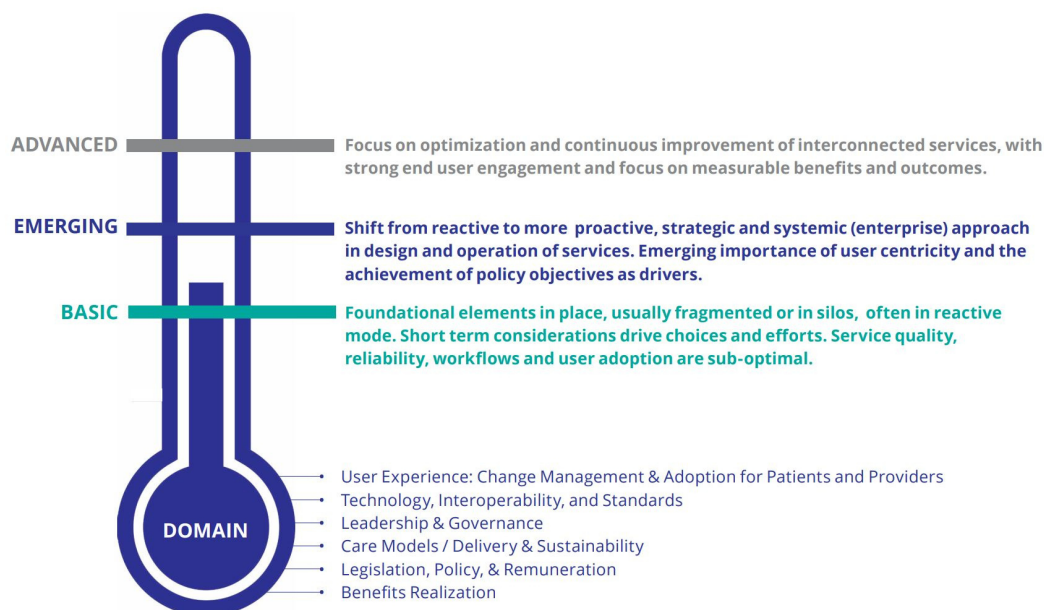 ADVANCED
Focus on optimization and continuous improvement of interconnected services, with
strong end user engagement and focus on measurable benefits and outcomes.
EMERGING
Shift from reactive to more proactive, strategic and systemic (enterprise) approach
in design and operation of services. Emerging importance of user centricity and the
achievement of policy objectives as drivers.
BASIC
Foundational elements in place, usually fragmented or in silos, often in reactive
mode. Short term considerations drive choices and efforts. Service quality,
reliability, workflows and user adoption are sub-optimal.
DOMAIN
User Experience: Change Management & Adoption for Patients and Providers
Technology, Interoperability, and Standards
Leadership & Governance
Care Models / Delivery & Sustainability
Legislation, Policy, & Remuneration
Benefits Realization